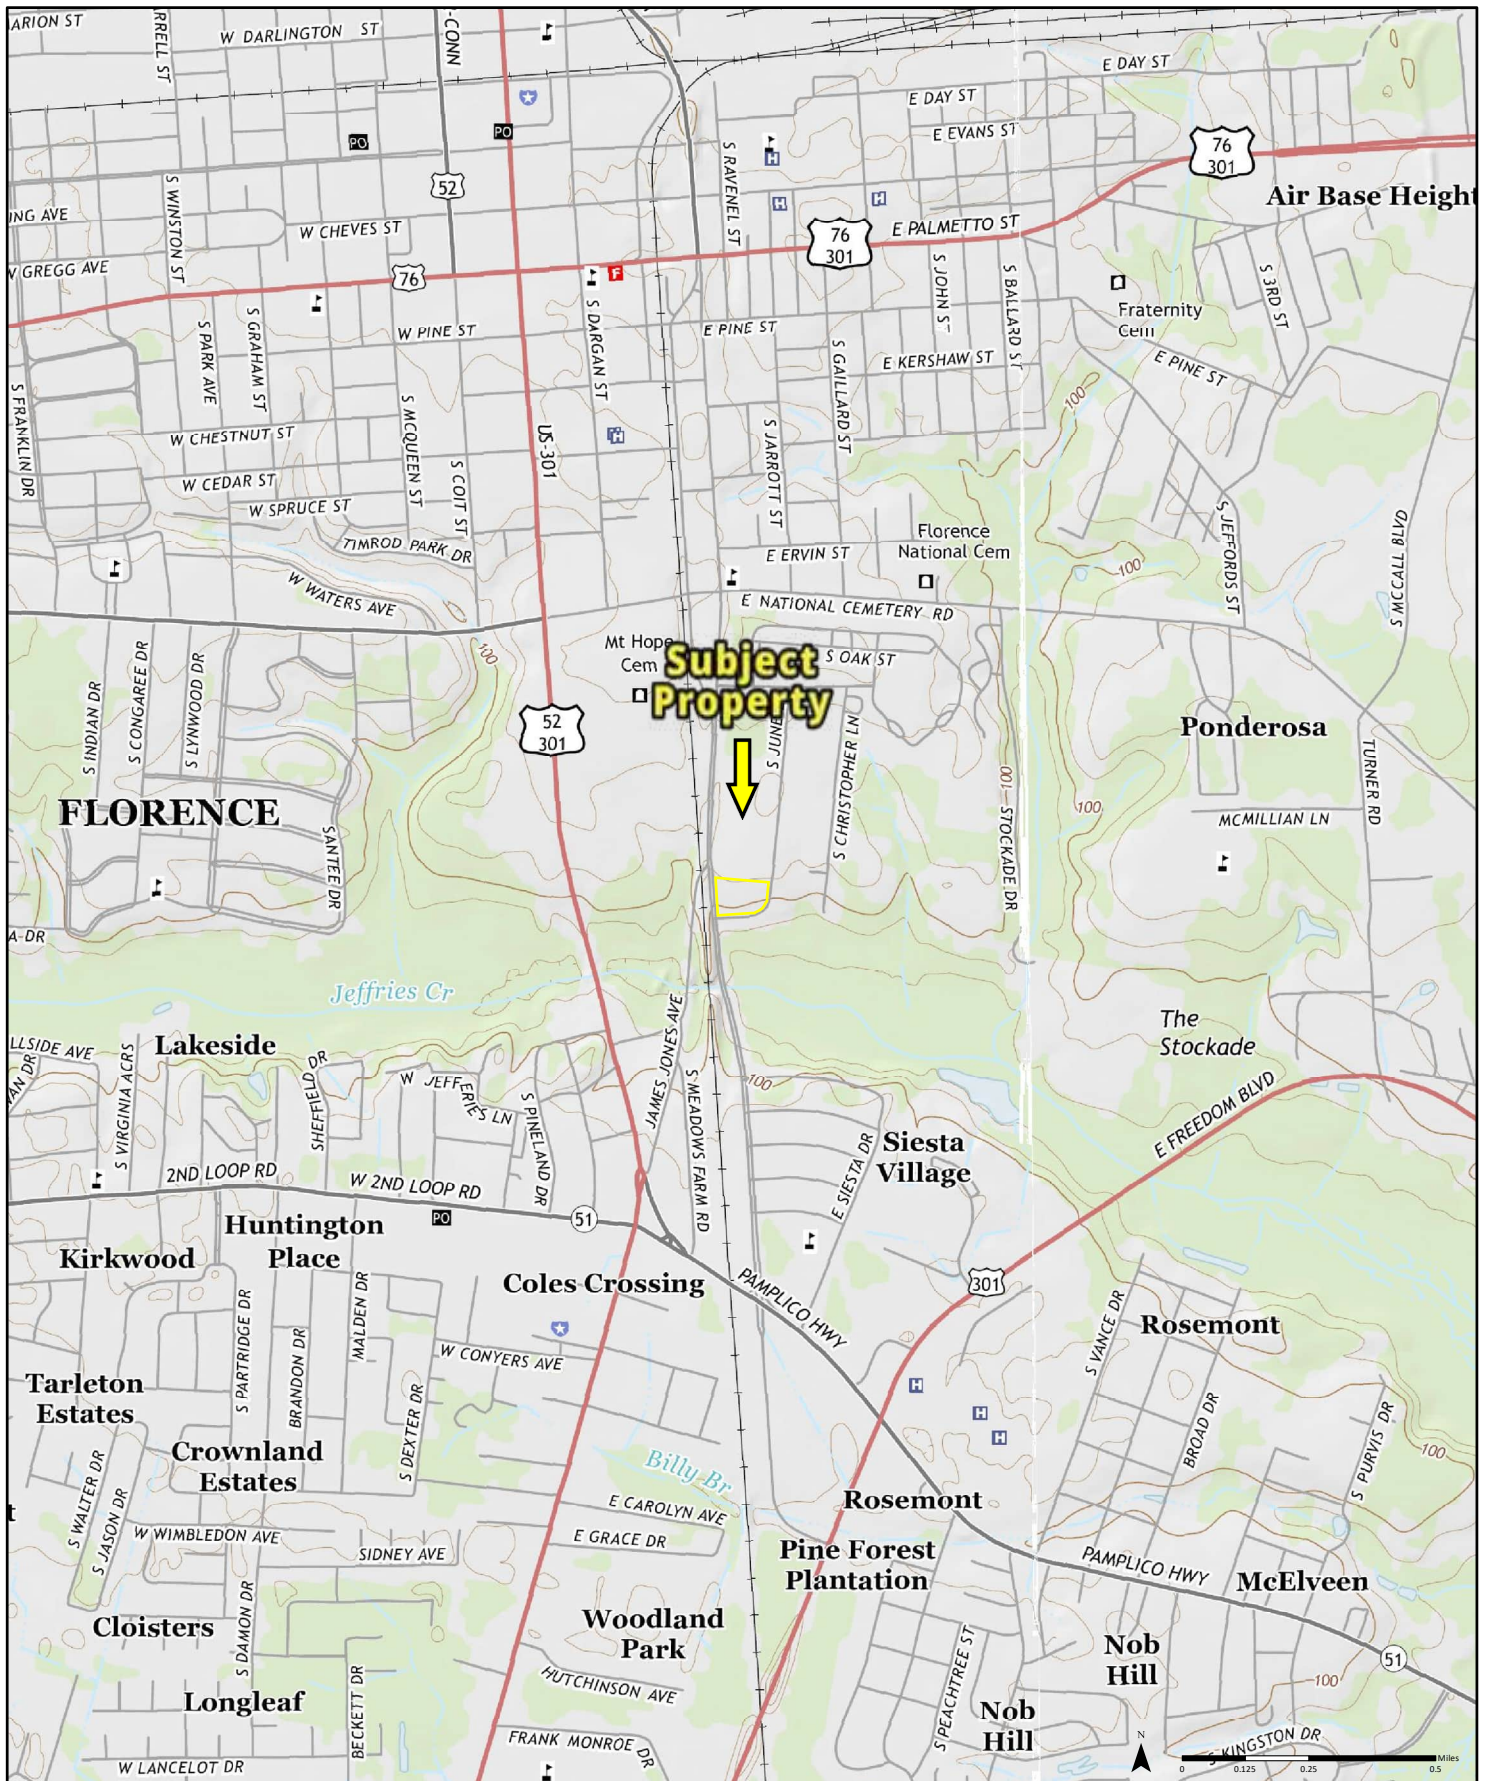 W DARLINGTON ST
E DAY ST
E DAY ST
E EVANS ST
PO
PO
52
H
H
H
S RAVENEL ST
76
301
Air Base Height
S WINSTON ST
W CHEVES ST
E PALMETTO ST
76
301
W GREGG AVE
76
F
S DARGAN ST
S JOHN ST
S BALLARD ST
S 3RD ST
Fraternity
Cem
S PARK AVE
S GRAHAM ST
W PINE ST
E PINE ST
S GAILLARD ST
E KERSHAW ST
E PINE ST
S FRANKLIN DR
S MCQUEEN ST
100
W CHESTNUT ST
US-301
H
S JARROTT ST
W CEDAR ST
S COIT ST
W SPRUCE ST
TIMROD PARK DR
E ERVIN ST
Florence
National Cem
100
S JEFFORDS ST
S MCCALL BLVD
W WATERS AVE
E NATIONAL CEMETERY RD
100
Mt Hope
Cem
Subject
Property
S OAK ST
S INDIAN DR
S CONGAREE DR
S LYNWOOD DR
52
301
S JUNE
S CHRISTOPHER LN
Ponderosa
TURNER RD
FLORENCE
SANTEE DR
100
STOCKADE DR
100
MCMILLIAN LN
A DR
Jeffries Cr
The
Stockade
LLSIDE AVE
Lakeside
S VIRGINIA ACRS
SHEFFIELD DR
W JEFFERIES LN
S PINELAND DR
JAMES JONES AVE
S MEADOWS FARM RD
100
E SIESTA DR
Siesta
Village
E FREEDOM BLVD
2ND LOOP RD
W 2ND LOOP RD
PO
51
Huntington
Place
Kirkwood
Coles Crossing
PAMPLICO HWY
301
S PARTRIDGE DR
BRANDON DR
MALDEN DR
W CONYERS AVE
S VANCE DR
Rosemont
Tarleton
Estates
S DEXTER DR
H
H
H
BROAD DR
S PURVIS DR
100
Crownland
Estates
Billy Br
S WALTER DR
S JASON DR
W WIMBLEDON AVE
SIDNEY AVE
E CAROLYN AVE
E GRACE DR
Rosemont
Pine Forest
Plantation
PAMPLICO HWY
McElveen
Cloisters
S DAMON DR
Woodland
Park
Nob
Hill
51
100
Longleaf
BECKETT DR
HUTCHINSON AVE
S PEACHTREE ST
Nob
Hill
W LANCELOT DR
FRANK MONROE DR
S KINGSTON DR
N
Miles
0 0.125 0.25 0.5